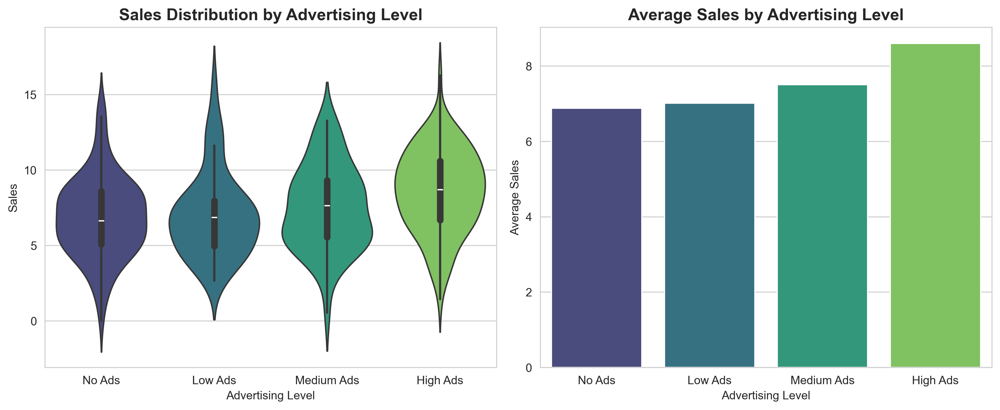 Sales Distribution by Advertising Level
Sales
15
10
5
0
No Ads Low Ads Medium Ads High Ads
Advertising Level
Average Sales by Advertising Level
Average Sales
8
6
4
2
0
No Ads Low Ads Medium Ads High Ads
Advertising Level